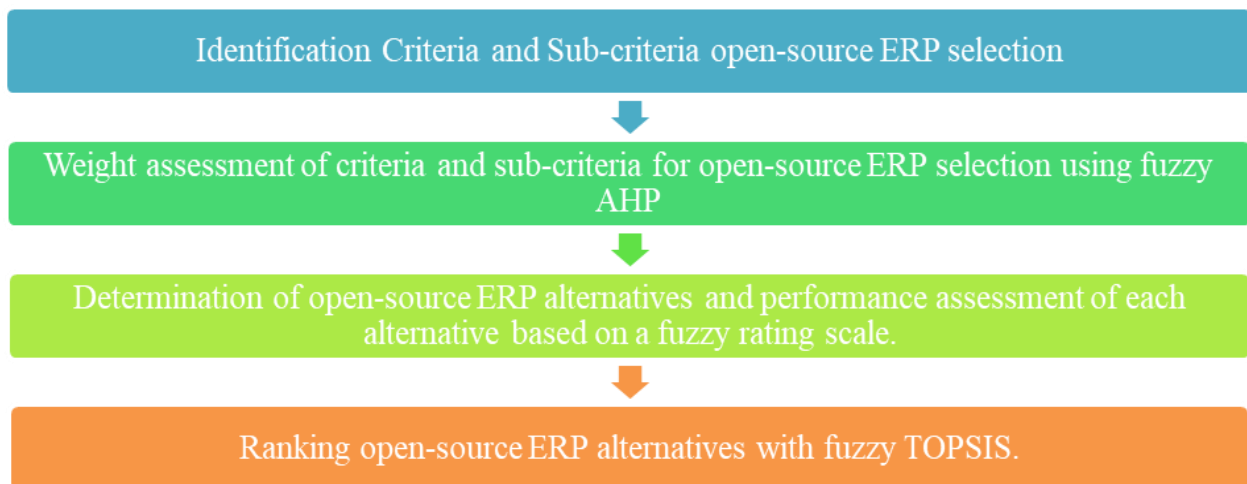 Identification Criteria and Sub-criteria open-source ERP selection
Weight assessment of criteria and sub-criteria for open-source ERP selection using fuzzy
AHP
Determination of open-source ERP alternatives and performance assessment of each
alternative based on a fuzzy rating scale.
Ranking open-source ERP alternatives with fuzzy TOPSIS.